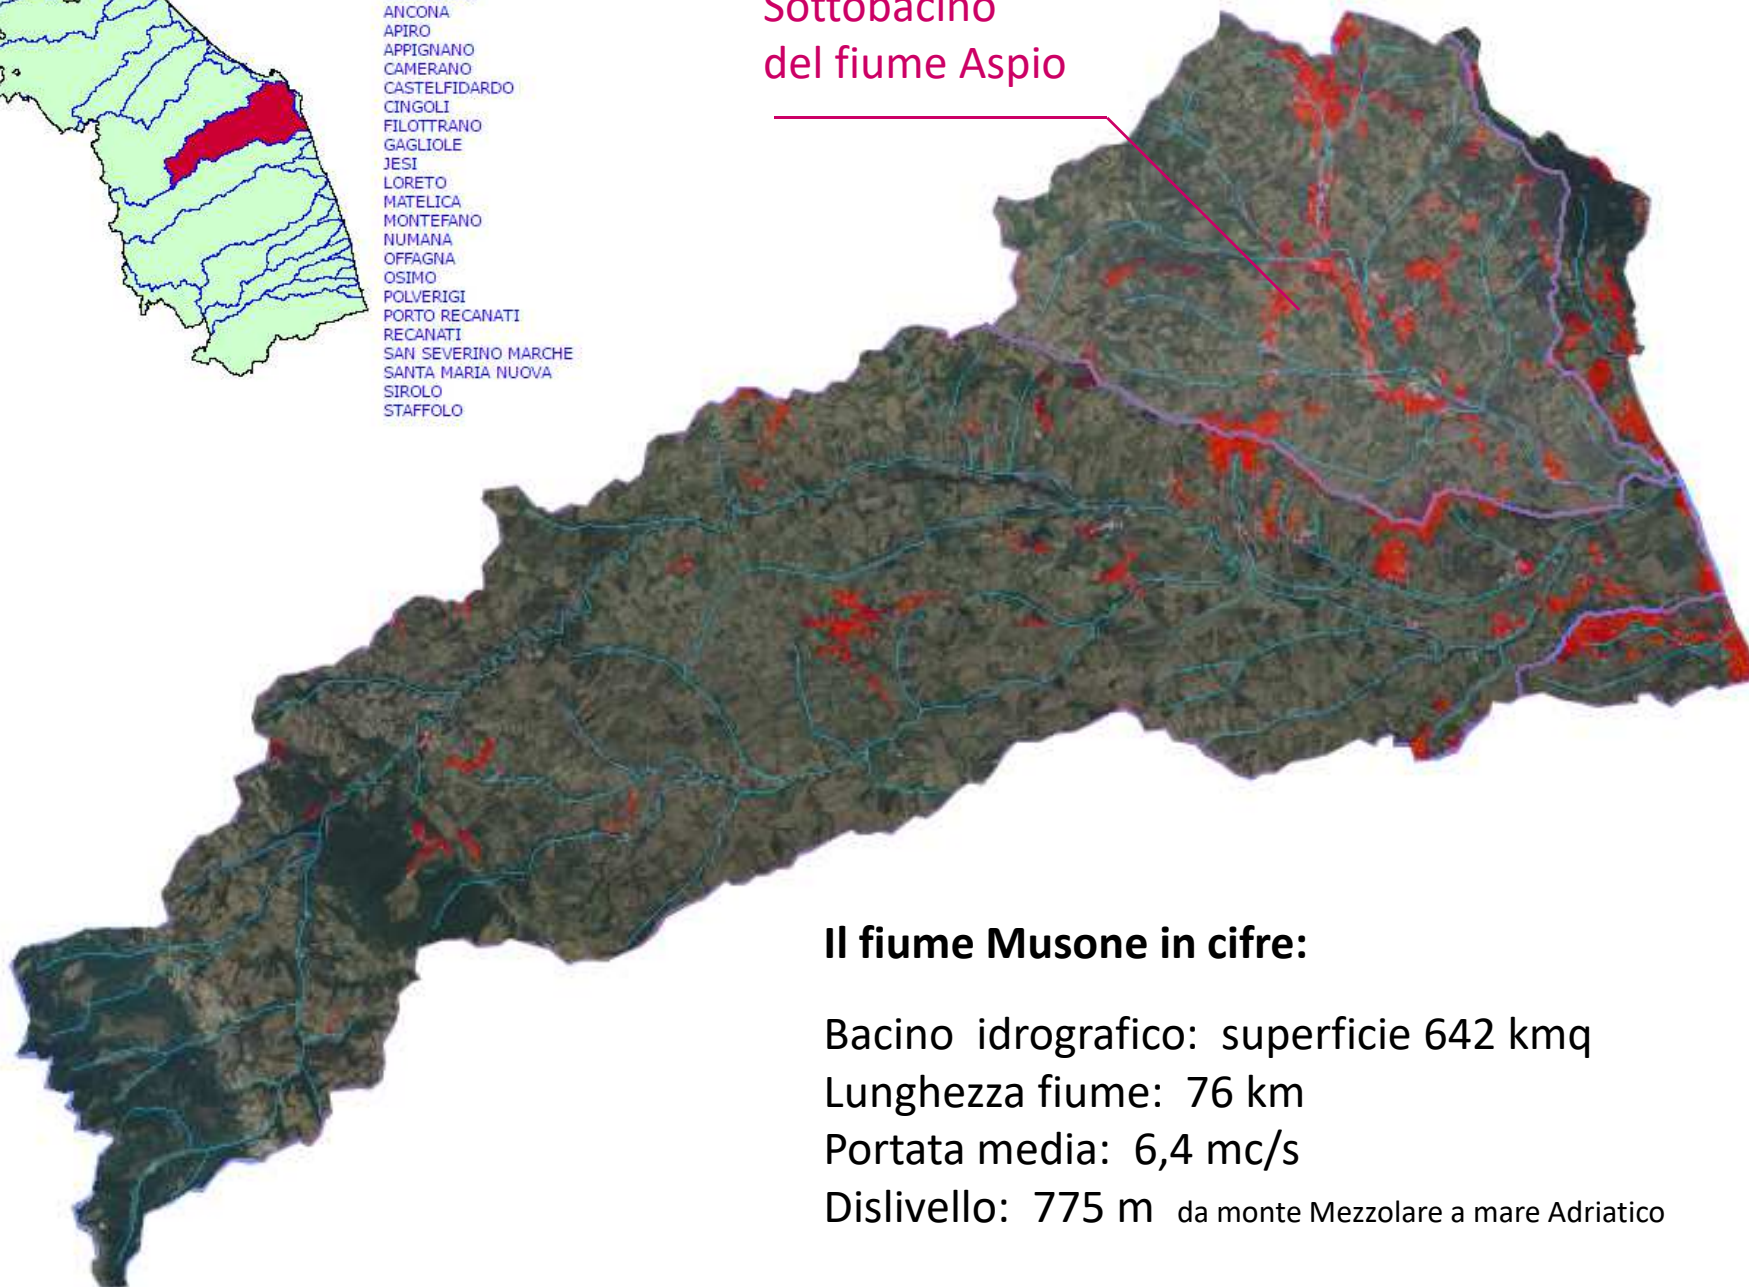 ANCONA
APIRO
APPIGNANO
CAMERANO
CASTELFIDARDO
CINGOLI
FILOTTRANO
GAGLIOLE
JESI
LORETO
MATELICA
MONTEFANO
NUMANA
OFFAGNA
OSIMO
POLVERIGI
PORTO RECANATI
RECANATI
SAN SEVERINO MARCHE
SANTA MARIA NUOVA
SIROLO
STAFFOLO
Sottobacino
del fiume Aspio
Il fiume Musone in cifre:
Bacino idrografico: superficie 642 kmq
Lunghezza fiume: 76 km
Portata media: 6,4 mc/s
Dislivello: 775 m da monte Mezzolare a mare Adriatico